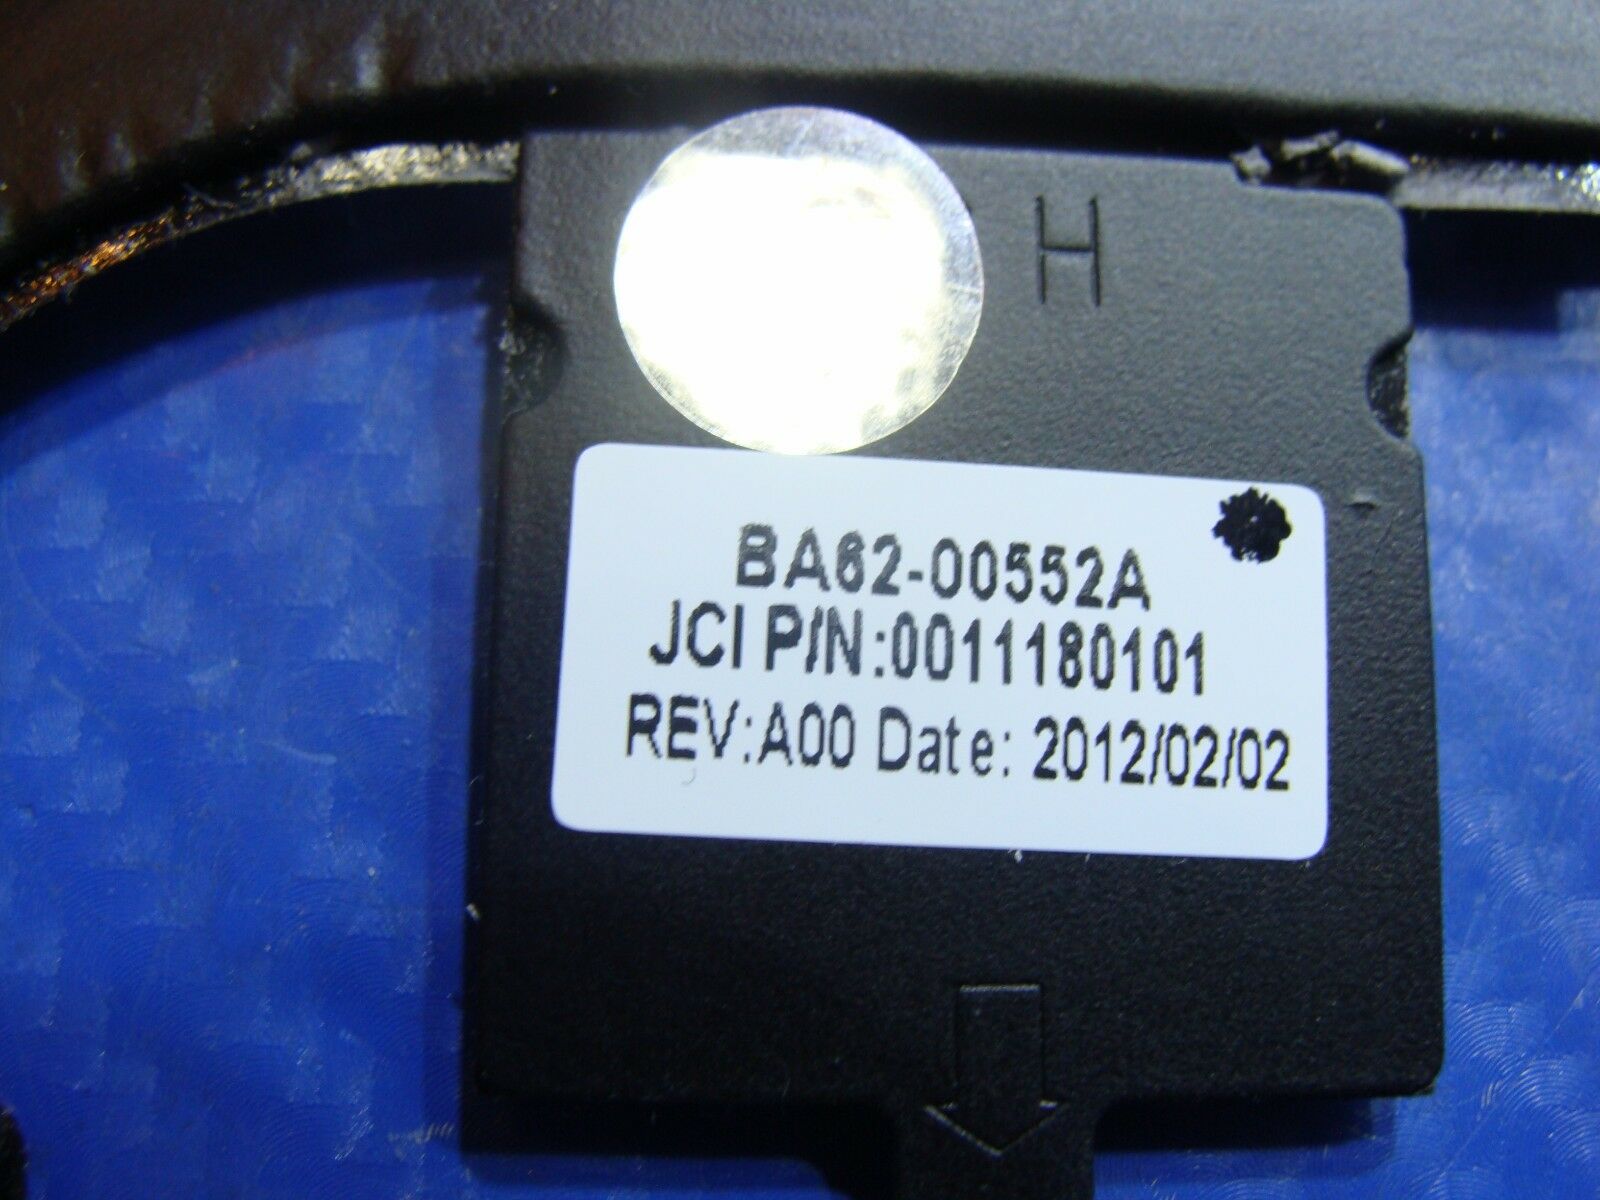 H
BA62-00552A
JCI P/N:0011180101
REV:A00 Date: 2012/02/02